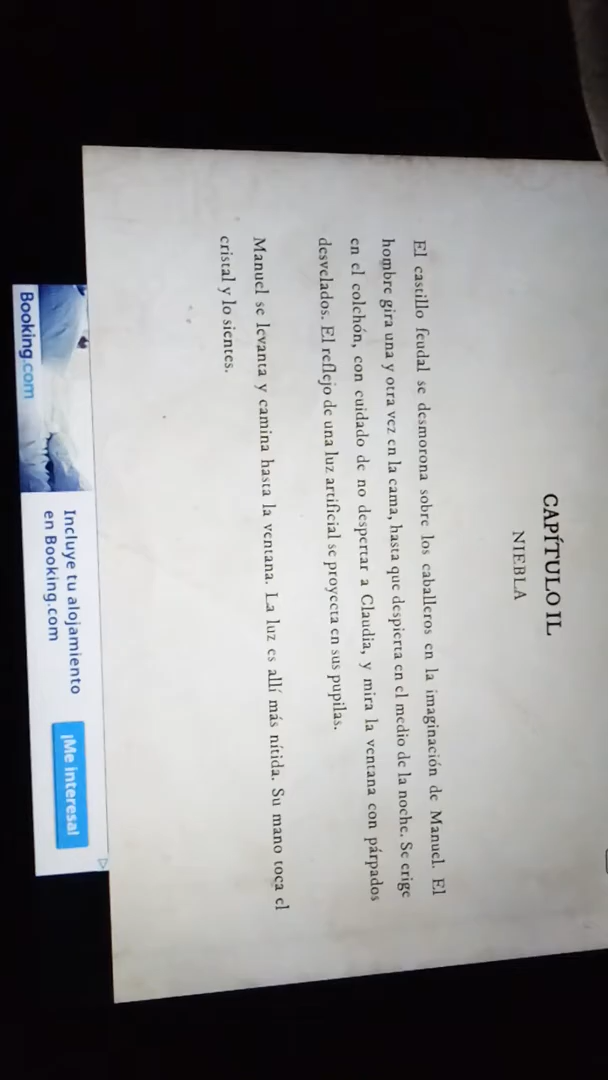 CAPÍTULO IL
NIEBLA
El castillo feudal se desmorona sobre los caballeros en la imaginación de Manuel. El
hombre gira una y otra vez en la cama, hasta que despierta en el medio de la noche. Se erige
en el colchón, con cuidado de no despertar a Claudia, y mira la ventana con párpados
desvelados. El reflejo de una luz artificial se proyecta en sus pupilas.
Manuel se levanta y camina hasta la ventana. La luz es allí más nítida. Su mano toca el
cristal y lo sientes.
Booking.com
Incluye tu alojamiento
en Booking.com
¡Me interesa!